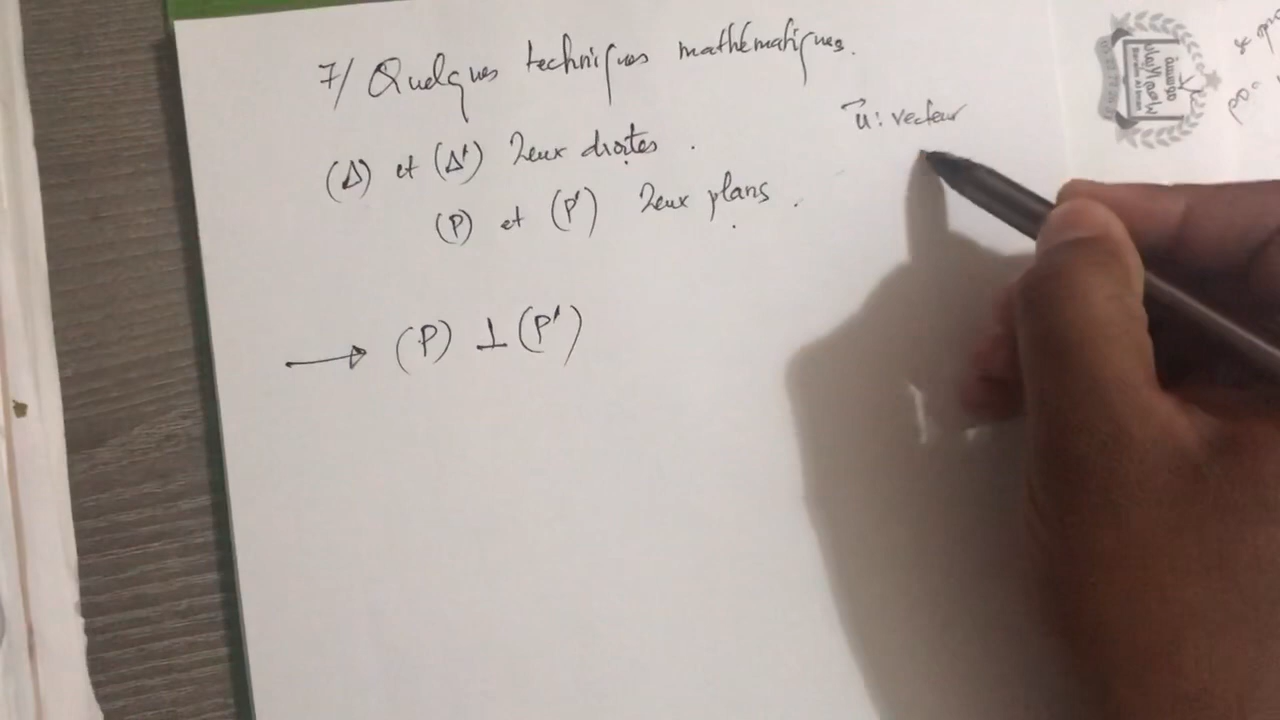 7/ Quelques techniques mathématiques.
u⃗ : vecteur
(Δ) et (Δ') deux droites.
(P) et (P') deux plans.
→ (P) ⊥ (P')